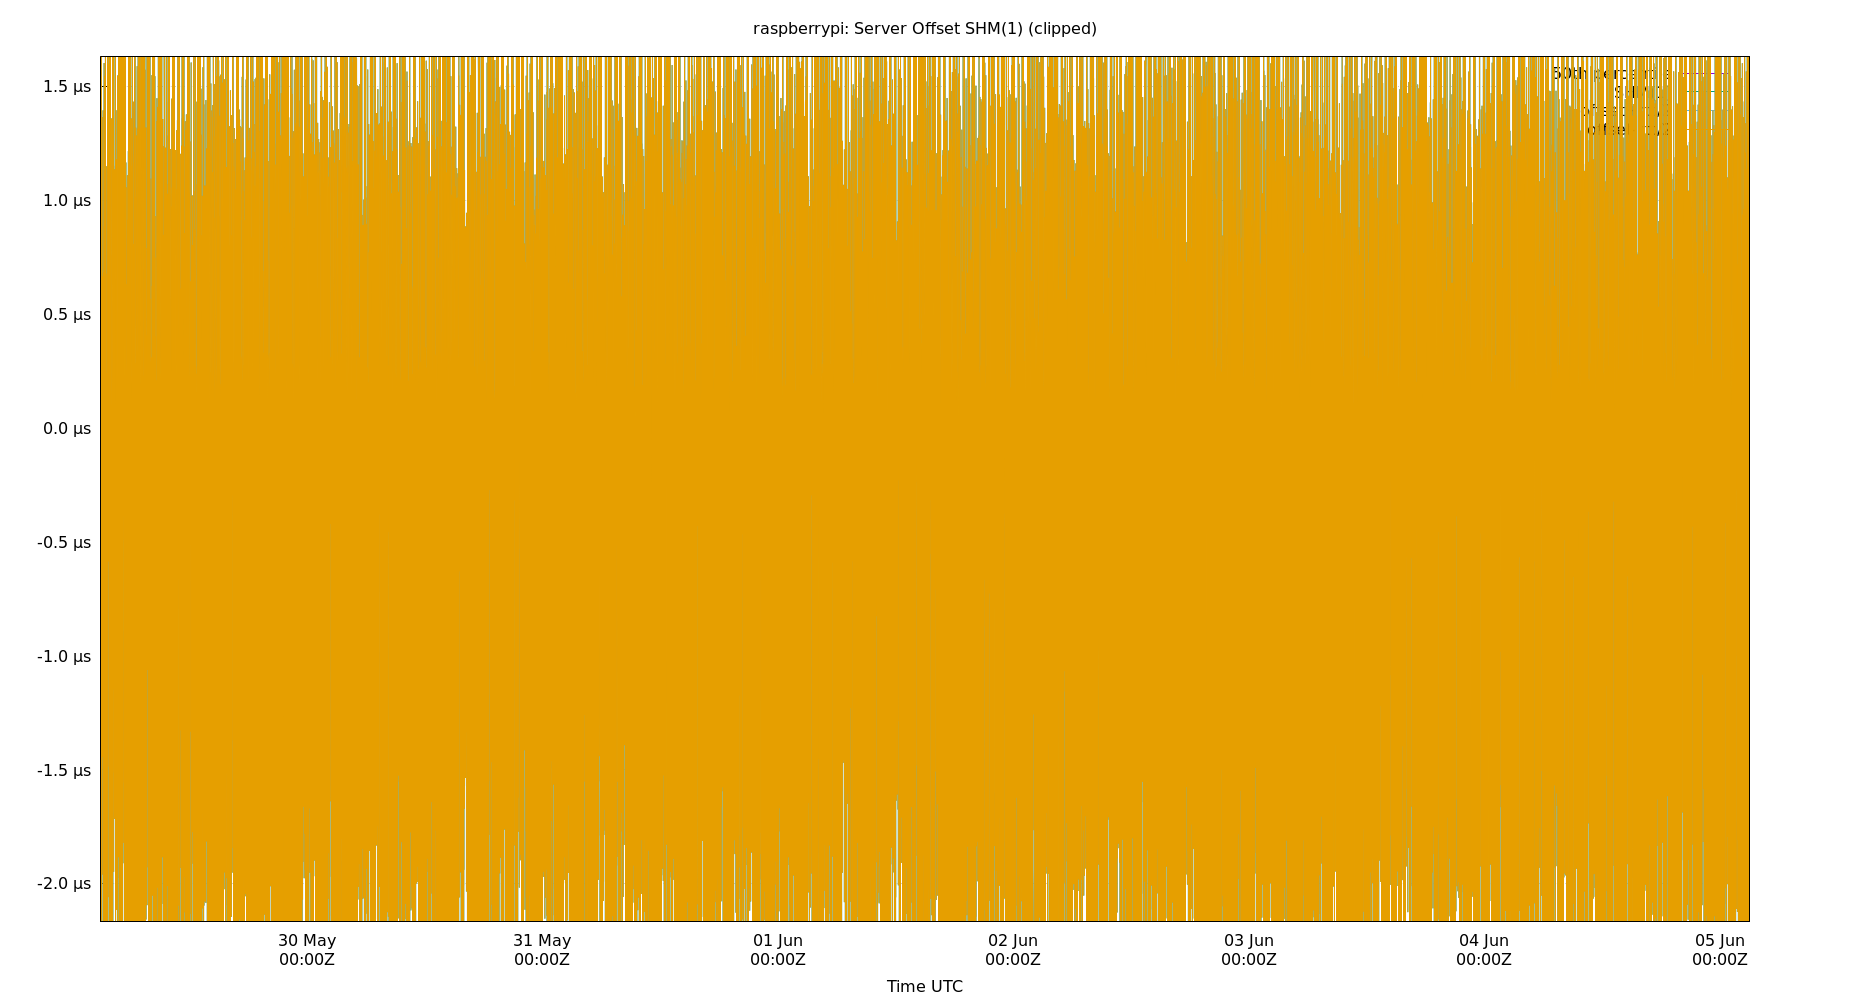 raspberrypi: Server Offset SHM(1) (clipped)
1.5 μs
1.0 μs
0.5 μs
0.0 μs
-0.5 μs
-1.0 μs
-1.5 μs
-2.0 μs
30 May
00:00Z
31 May
00:00Z
01 Jun
00:00Z
02 Jun
00:00Z
03 Jun
00:00Z
04 Jun
00:00Z
05 Jun
00:00Z
Time UTC
50th